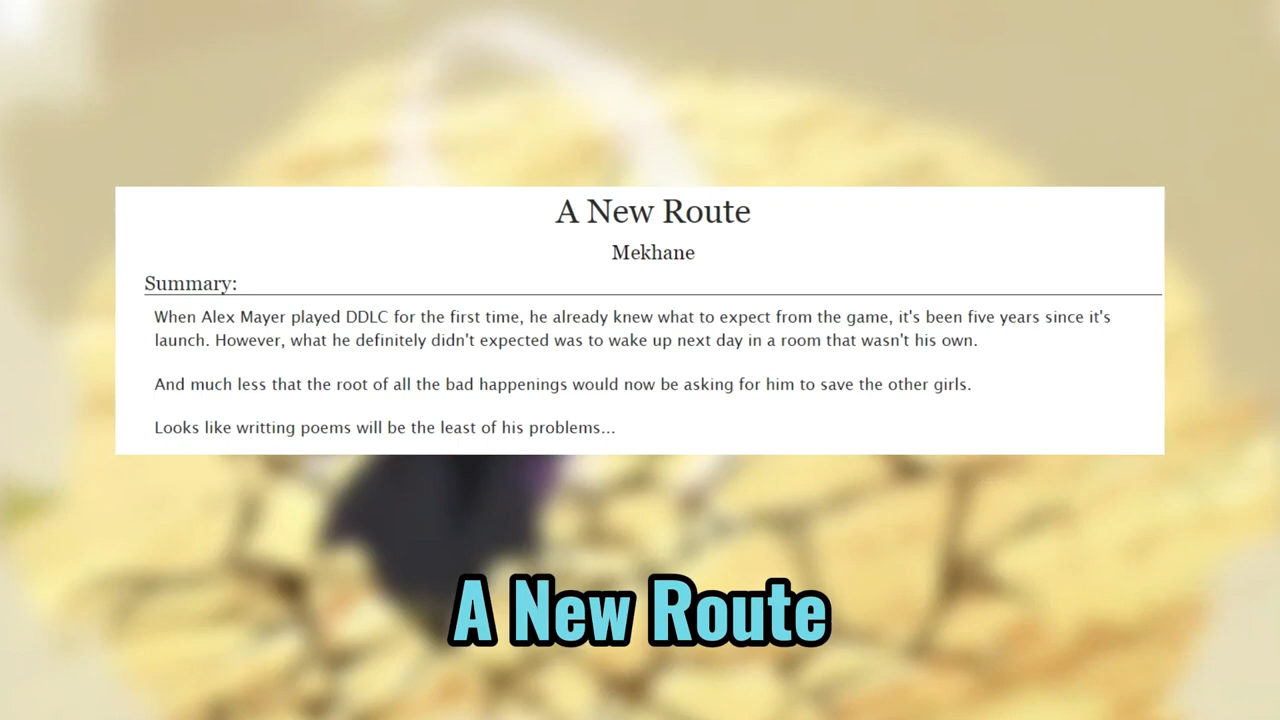 A New Route
Mekhane
Summary:
When Alex Mayer played DDLC for the first time, he already knew what to expect from the game, it's been five years since it's
launch. However, what he definitely didn't expected was to wake up next day in a room that wasn't his own.
And much less that the root of all the bad happenings would now be asking for him to save the other girls.
Looks like writting poems will be the least of his problems...
A New Route